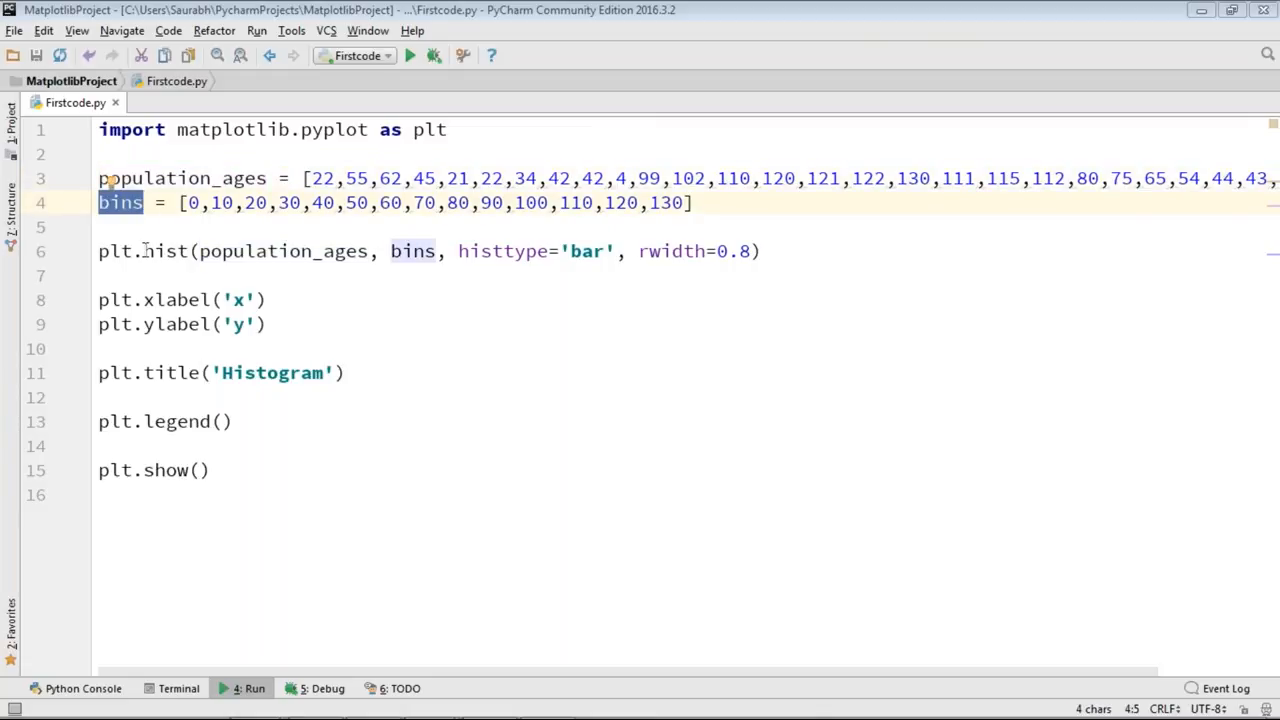 MatplotlibProject - [C:\Users\Saurabh\PycharmProjects\MatplotlibProject] - ...\Firstcode.py - PyCharm Community Edition 2016.3.2
File Edit View Navigate Code Refactor Run Tools VCS Window Help
Firstcode
MatplotlibProject Firstcode.py
Firstcode.py
1: Project
7: Structure
2: Favorites
1 import matplotlib.pyplot as plt
2
3 population_ages = [22,55,62,45,21,22,34,42,42,4,99,102,110,120,121,122,130,111,115,112,80,75,65,54,44,43,
4 bins = [0,10,20,30,40,50,60,70,80,90,100,110,120,130]
5
6 plt.hist(population_ages, bins, histtype='bar', rwidth=0.8)
7
8 plt.xlabel('x')
9 plt.ylabel('y')
10
11 plt.title('Histogram')
12
13 plt.legend()
14
15 plt.show()
16
Python Console Terminal 4: Run 5: Debug 6: TODO Event Log
4 chars 4:5 CRLF÷ UTF-8÷